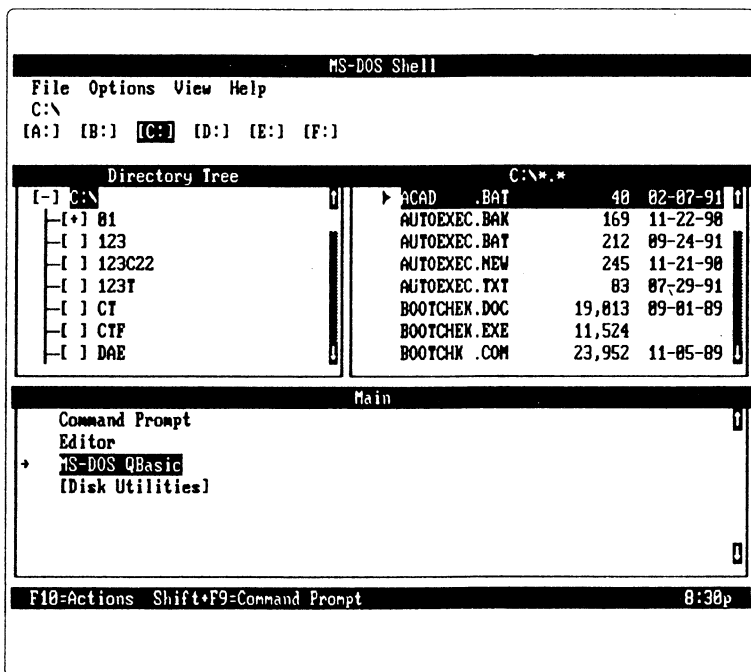 MS-DOS Shell
File Options View Help
C:\
[A:] [B:] [C:] [D:] [E:] [F:]
Directory Tree
[-] C:\
[+] 01
[ ] 123
[ ] 123C22
[ ] 123T
[ ] CT
[ ] CTF
[ ] DAE
C:\*.*
ACAD .BAT 40 02-07-91
AUTOEXEC.BAK 169 11-22-90
AUTOEXEC.BAT 212 09-24-91
AUTOEXEC.NEW 245 11-21-90
AUTOEXEC.TXT 83 07-29-91
BOOTCHEK.DOC 19,013 09-01-89
BOOTCHEK.EXE 11,524
BOOTCHK .COM 23,952 11-05-89
Main
Command Prompt
Editor
MS-DOS QBasic
[Disk Utilities]
F10=Actions Shift+F9=Command Prompt 8:30p